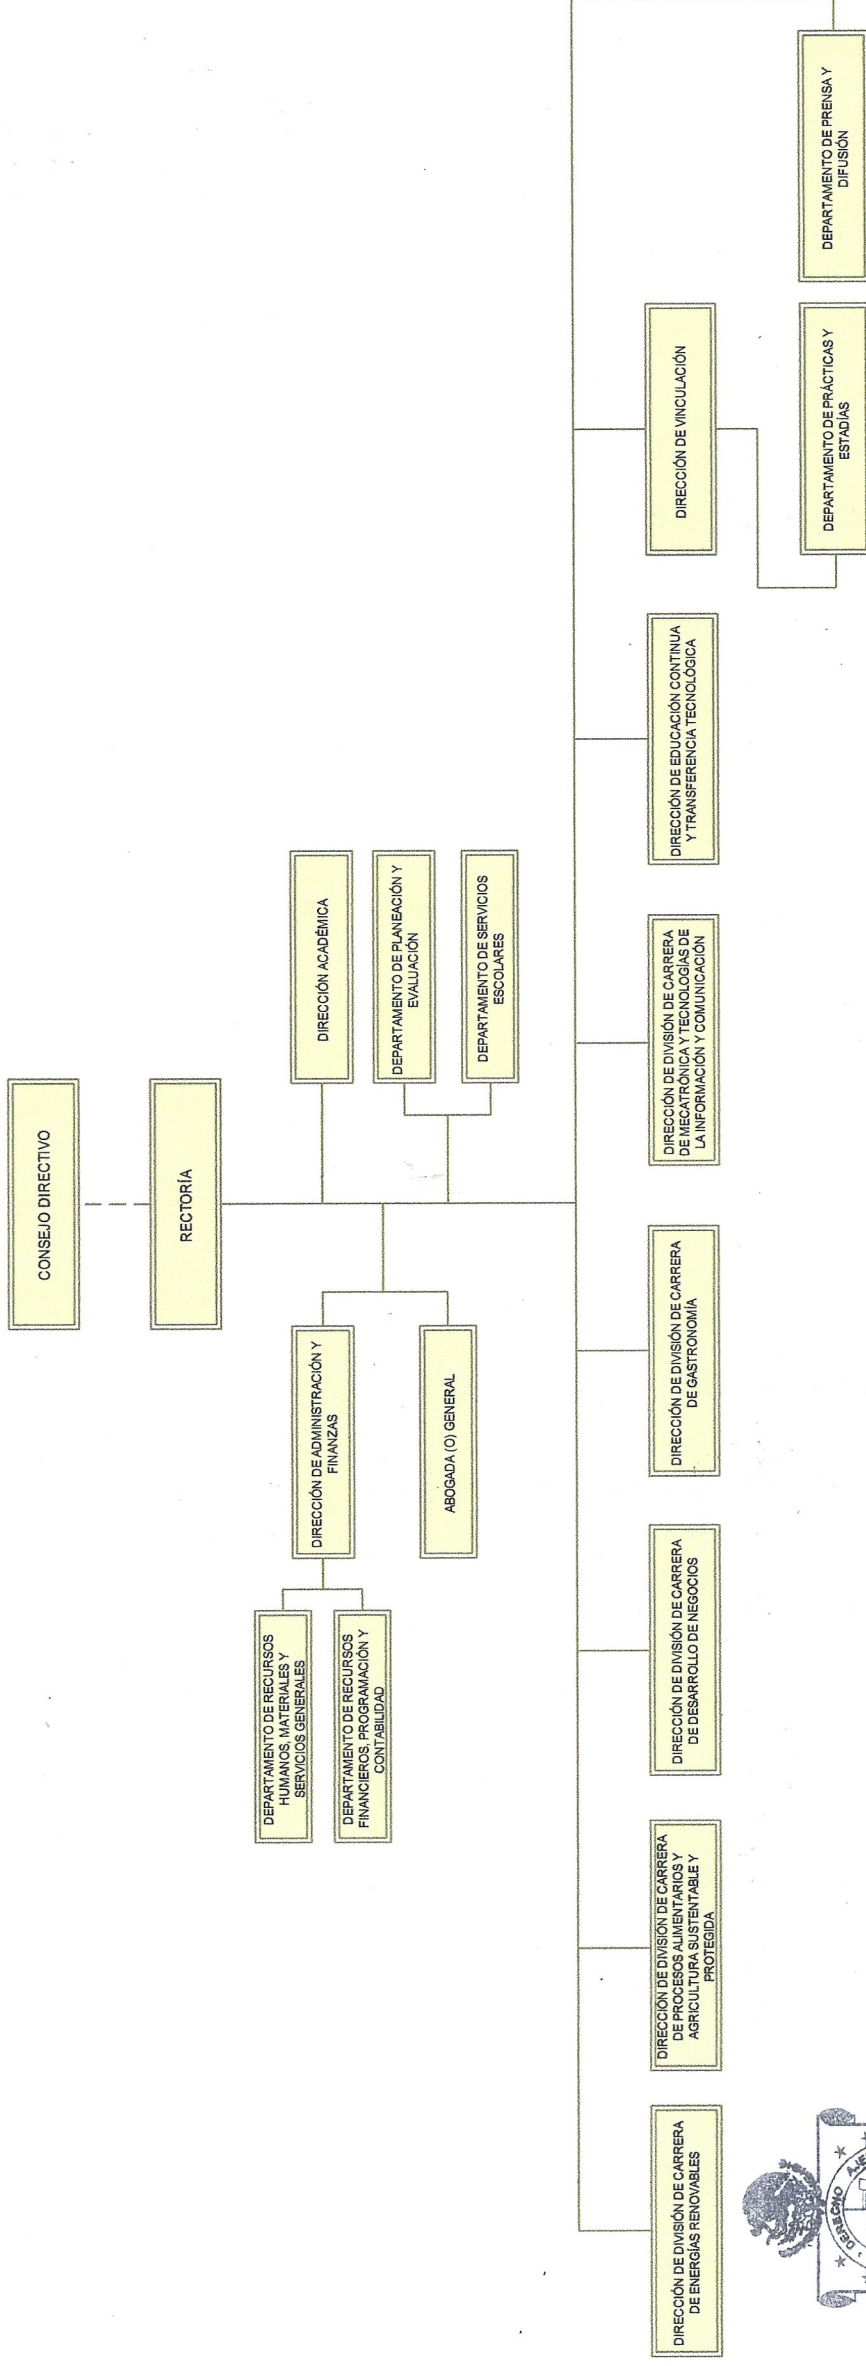 CONSEJO DIRECTIVO
RECTORÍA
DIRECCIÓN DE ADMINISTRACIÓN Y
FINANZAS
DIRECCIÓN ACADÉMICA
DEPARTAMENTO DE RECURSOS
HUMANOS, MATERIALES Y
SERVICIOS GENERALES
DEPARTAMENTO DE RECURSOS
FINANCIEROS, PROGRAMACIÓN Y
CONTABILIDAD
DEPARTAMENTO DE PLANEACIÓN Y
EVALUACIÓN
ABOGADA (O) GENERAL
DEPARTAMENTO DE SERVICIOS
ESCOLARES
DIRECCIÓN DE DIVISIÓN DE CARRERA
DE ENERGÍAS RENOVABLES
DIRECCIÓN DE DIVISIÓN DE CARRERA
DE PROCESOS ALIMENTARIOS Y
AGRICULTURA SUSTENTABLE Y
PROTEGIDA
DIRECCIÓN DE DIVISIÓN DE CARRERA
DE DESARROLLO DE NEGOCIOS
DIRECCIÓN DE DIVISIÓN DE CARRERA
DE GASTRONOMÍA
DIRECCIÓN DE DIVISIÓN DE CARRERA
DE MECATRÓNICA Y TECNOLOGÍAS DE
LA INFORMACIÓN Y COMUNICACIÓN
DIRECCIÓN DE EDUCACIÓN CONTINUA
Y TRANSFERENCIA TECNOLÓGICA
DIRECCIÓN DE VINCULACIÓN
DEPARTAMENTO DE PRÁCTICAS Y
ESTADÍAS
DEPARTAMENTO DE PRENSA Y
DIFUSIÓN
DERECHO